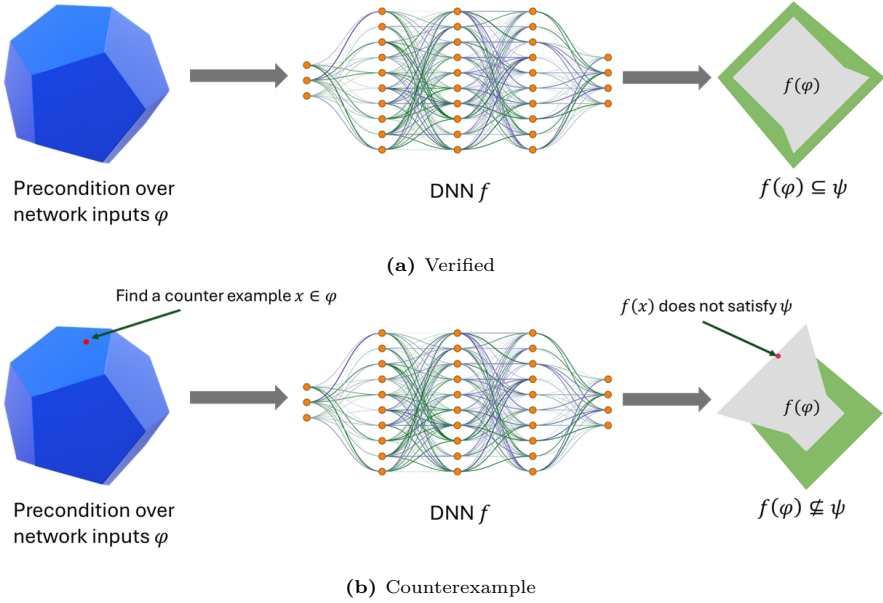 f(φ)
Precondition over
network inputs φ
DNN f
f(φ) ⊆ ψ
(a) Verified
Find a counter example x ∈ φ
f(x) does not satisfy ψ
f(φ)
Precondition over
network inputs φ
DNN f
f(φ) ⊈ ψ
(b) Counterexample